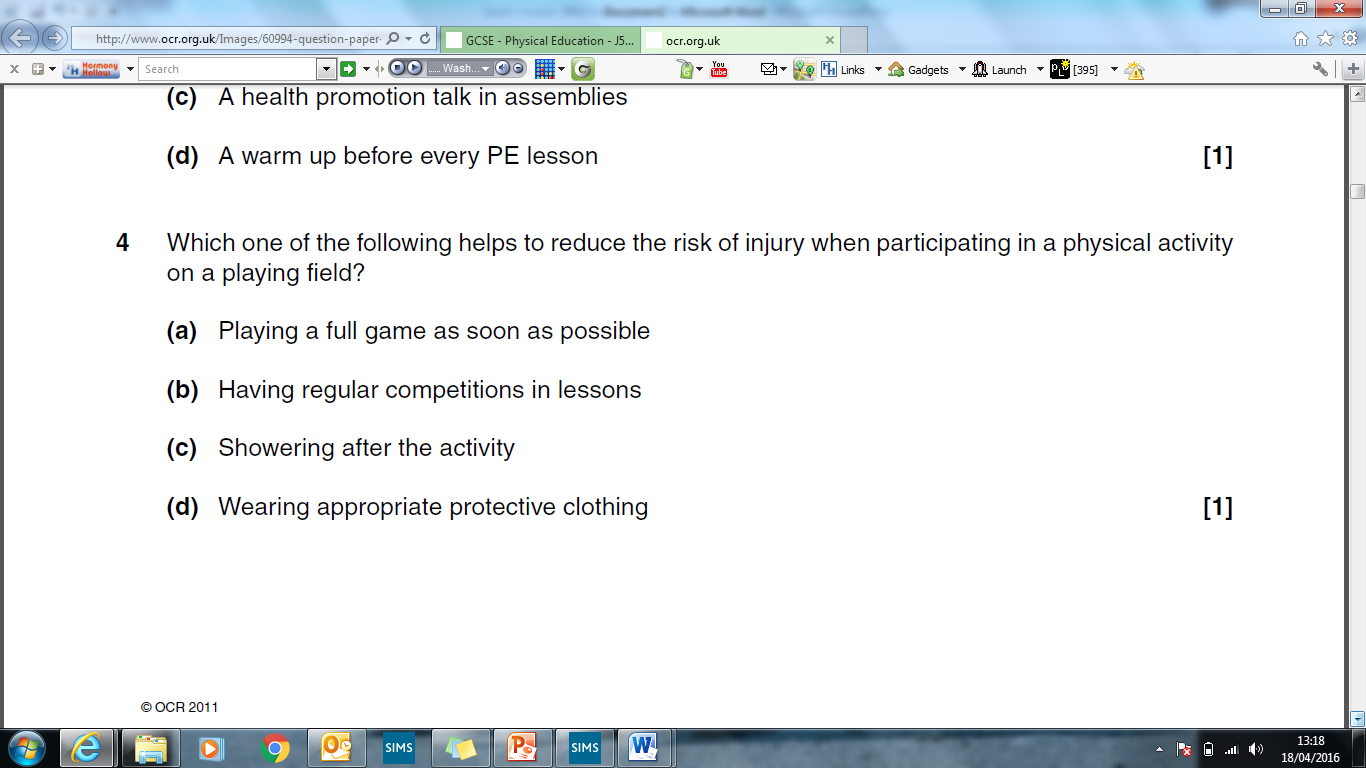 http://www.ocr.org.uk/Images/60994-question-paper-
GCSE - Physical Education - J5...
ocr.org.uk
x
Harmony Hollow
Search
..... Wash...
You Tube
Links
Gadgets
Launch
[395]
(c) A health promotion talk in assemblies
(d) A warm up before every PE lesson [1]
4 Which one of the following helps to reduce the risk of injury when participating in a physical activity
on a playing field?
(a) Playing a full game as soon as possible
(b) Having regular competitions in lessons
(c) Showering after the activity
(d) Wearing appropriate protective clothing [1]
© OCR 2011
SIMS
SIMS
13:18
18/04/2016